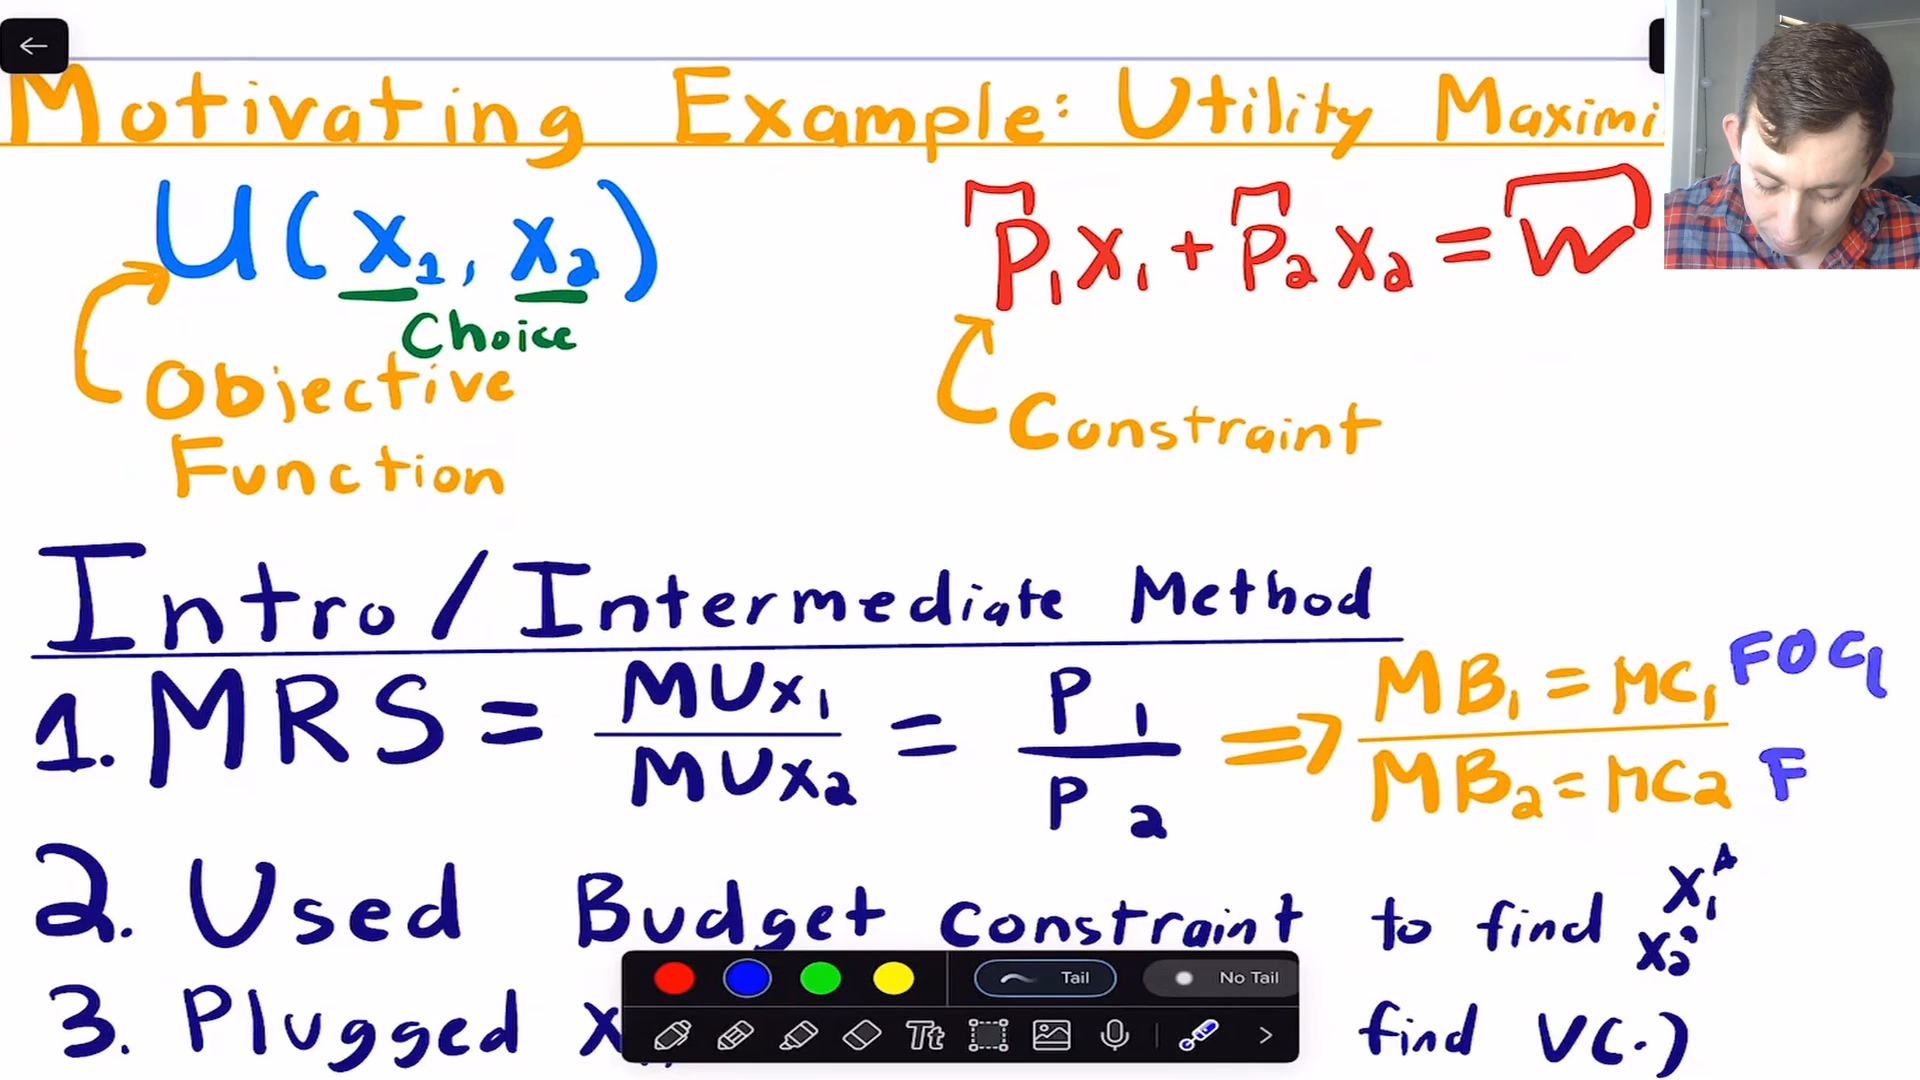 Motivating Example: Utility Maximi
U(x₁, x₂)
p₁x₁ + p₂x₂ = w
Choice
Objective
Function
Constraint
Intro/Intermediate Method
1. MRS = MUx₁/MUx₂ = P₁/P₂ ⇒ MB₁ = MC₁ FOC₁
MB₂ = MC₂ F
2. Used Budget constraint to find x₁* x₂*
3. Plugged x find V(·)
Tail No Tail
Tt